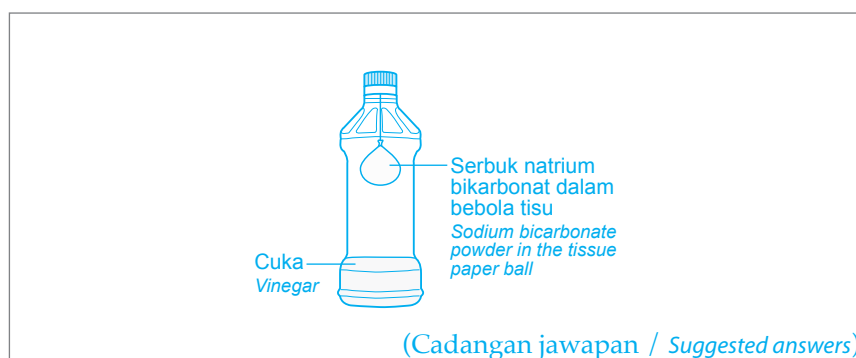 Serbuk natrium
bikarbonat dalam
bebola tisu
Sodium bicarbonate
powder in the tissue
paper ball
Cuka
Vinegar
(Cadangan jawapan / Suggested answers)